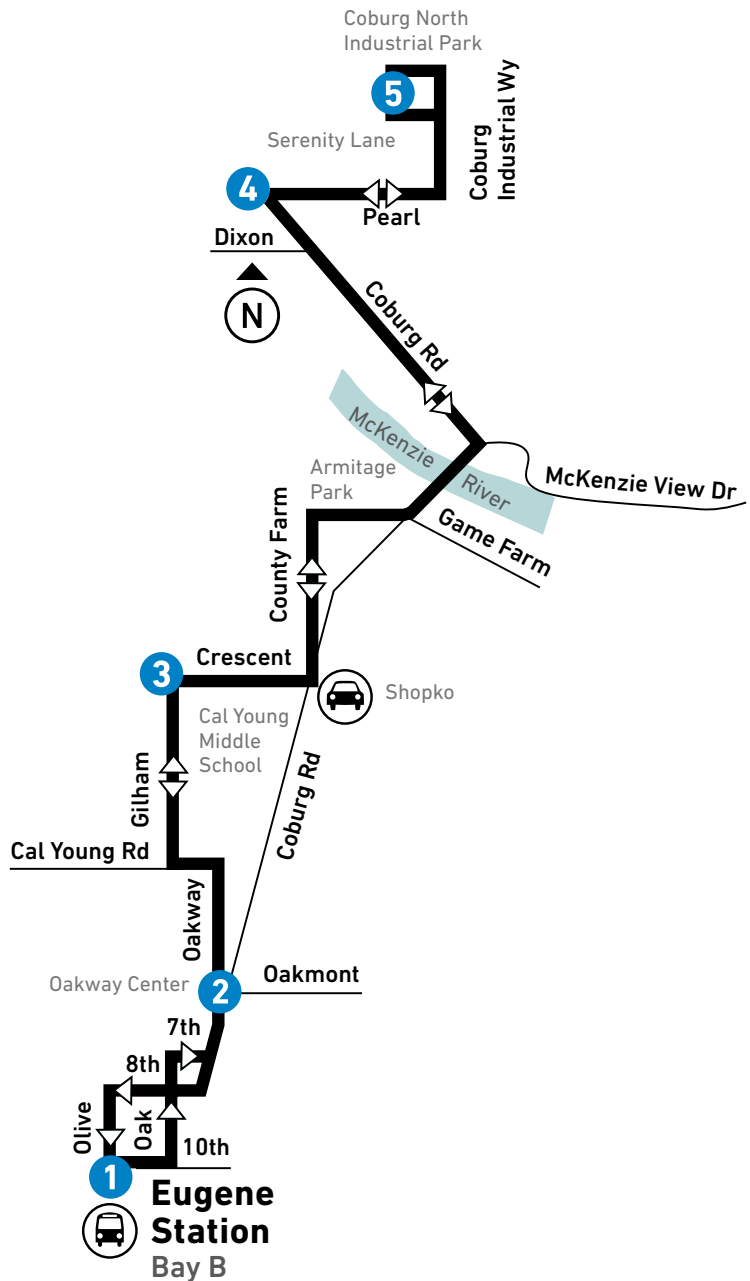 Coburg North
Industrial Park
5
Coburg
Industrial Wy
Serenity Lane
4
Pearl
Dixon
N
Coburg Rd
McKenzie
River
McKenzie View Dr
Armitage
Park
Game Farm
County Farm
3
Crescent
Shopko
Cal Young
Middle
School
Gilham
Coburg Rd
Cal Young Rd
Oakway
Oakway Center
2
Oakmont
7th
8th
Olive
Oak
10th
1
Eugene
Station
Bay B